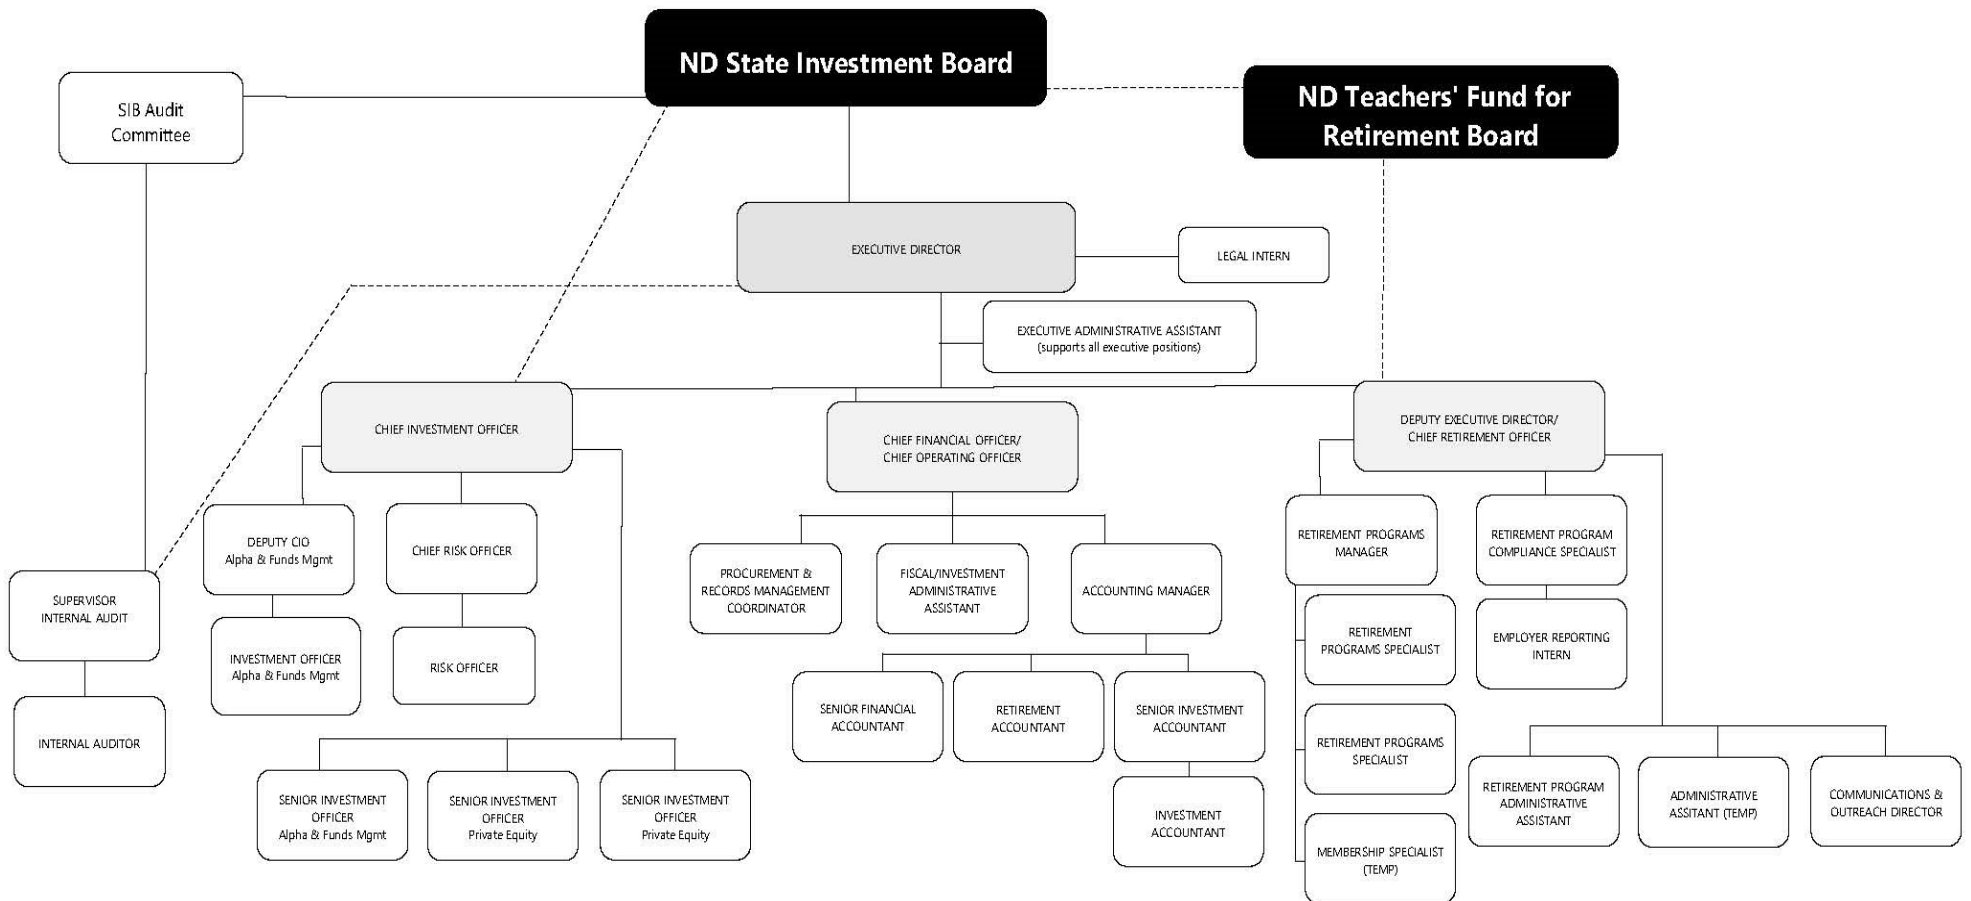 ND State Investment Board
SIB Audit
Committee
ND Teachers' Fund for
Retirement Board
EXECUTIVE DIRECTOR
LEGAL INTERN
EXECUTIVE ADMINISTRATIVE ASSISTANT
(supports all executive positions)
CHIEF INVESTMENT OFFICER
CHIEF FINANCIAL OFFICER/
CHIEF OPERATING OFFICER
DEPUTY EXECUTIVE DIRECTOR/
CHIEF RETIREMENT OFFICER
DEPUTY CIO
Alpha & Funds Mgmt
CHIEF RISK OFFICER
PROCUREMENT &
RECORDS MANAGEMENT
COORDINATOR
FISCAL/INVESTMENT
ADMINISTRATIVE
ASSISTANT
ACCOUNTING MANAGER
RETIREMENT PROGRAMS
MANAGER
RETIREMENT PROGRAM
COMPLIANCE SPECIALIST
SUPERVISOR
INTERNAL AUDIT
INVESTMENT OFFICER
Alpha & Funds Mgmt
RISK OFFICER
RETIREMENT
PROGRAMS SPECIALIST
EMPLOYER REPORTING
INTERN
INTERNAL AUDITOR
SENIOR FINANCIAL
ACCOUNTANT
RETIREMENT
ACCOUNTANT
SENIOR INVESTMENT
ACCOUNTANT
RETIREMENT PROGRAMS
SPECIALIST
SENIOR INVESTMENT
OFFICER
Alpha & Funds Mgmt
SENIOR INVESTMENT
OFFICER
Private Equity
SENIOR INVESTMENT
OFFICER
Private Equity
INVESTMENT
ACCOUNTANT
MEMBERSHIP SPECIALIST
(TEMP)
RETIREMENT PROGRAM
ADMINISTRATIVE
ASSISTANT
ADMINISTRATIVE
ASSITANT (TEMP)
COMMUNICATIONS &
OUTREACH DIRECTOR